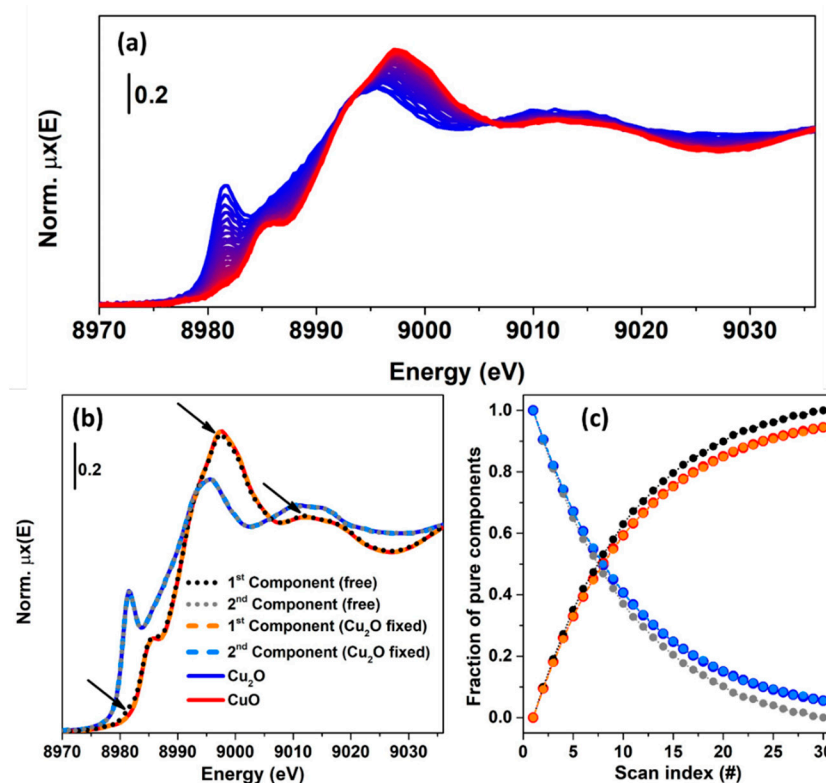 (a)
0.2
Norm. μx(E)
8970 8980 8990 9000 9010 9020 9030
Energy (eV)
(b)
0.2
Norm. μx(E)
1st Component (free)
2nd Component (free)
1st Component (Cu₂O fixed)
2nd Component (Cu₂O fixed)
Cu₂O
CuO
8970 8980 8990 9000 9010 9020 9030
Energy (eV)
(c)
Fraction of pure components
1.0
0.8
0.6
0.4
0.2
0.0
0 5 10 15 20 25 30
Scan index (#)